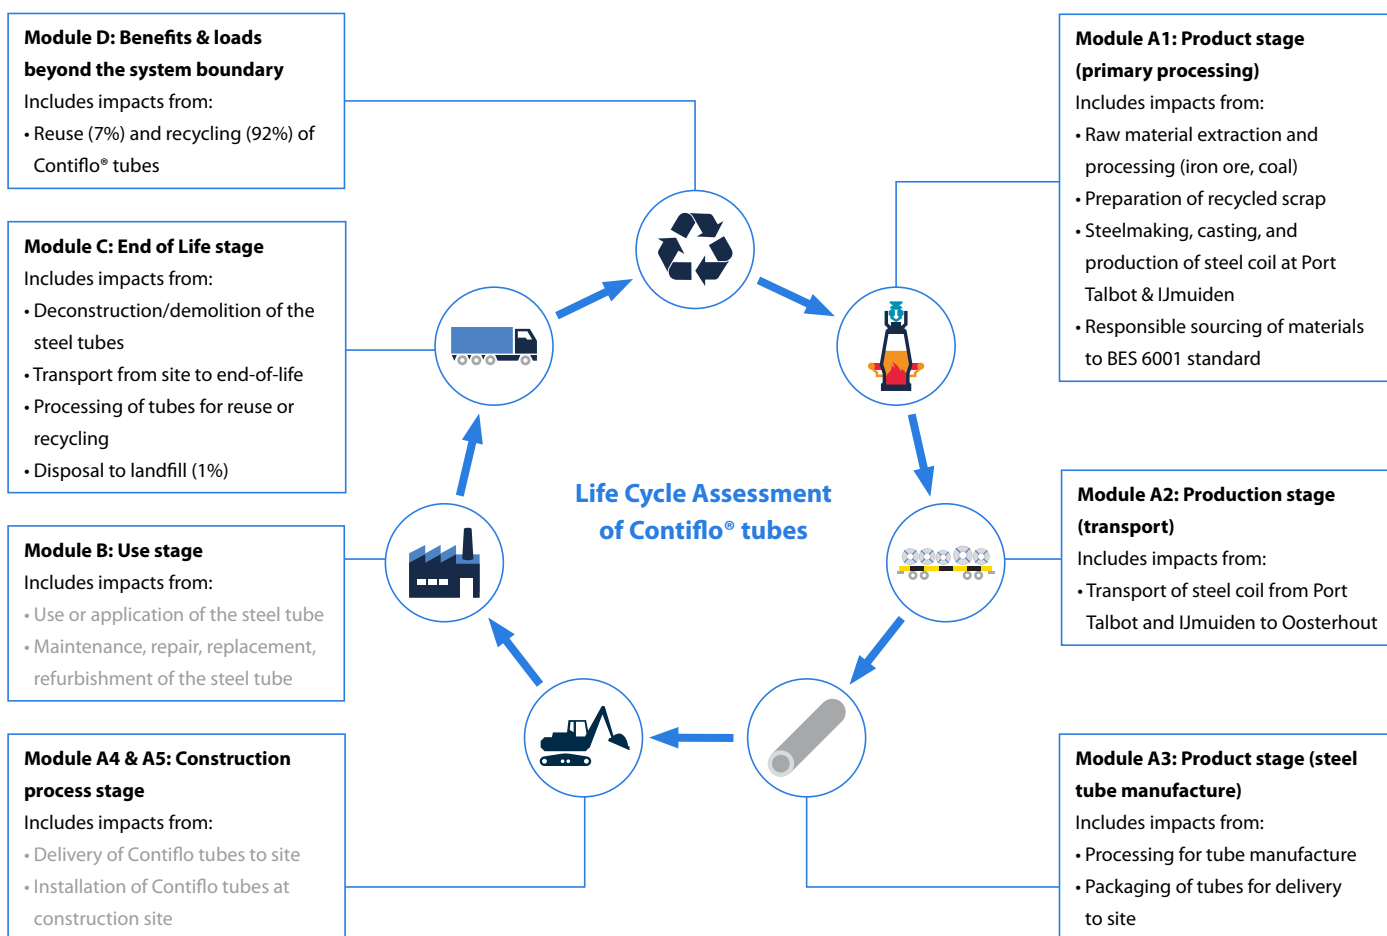 Module D: Benefits & loads
beyond the system boundary
Includes impacts from:
• Reuse (7%) and recycling (92%) of
Contiflo® tubes
Module C: End of Life stage
Includes impacts from:
• Deconstruction/demolition of the
steel tubes
• Transport from site to end-of-life
• Processing of tubes for reuse or
recycling
• Disposal to landfill (1%)
Module B: Use stage
Includes impacts from:
• Use or application of the steel tube
• Maintenance, repair, replacement,
refurbishment of the steel tube
Module A4 & A5: Construction
process stage
Includes impacts from:
• Delivery of Contiflo tubes to site
• Installation of Contiflo tubes at
construction site
Life Cycle Assessment
of Contiflo® tubes
Module A1: Product stage
(primary processing)
Includes impacts from:
• Raw material extraction and
processing (iron ore, coal)
• Preparation of recycled scrap
• Steelmaking, casting, and
production of steel coil at Port
Talbot & IJmuiden
• Responsible sourcing of materials
to BES 6001 standard
Module A2: Production stage
(transport)
Includes impacts from:
• Transport of steel coil from Port
Talbot and IJmuiden to Oosterhout
Module A3: Product stage (steel
tube manufacture)
Includes impacts from:
• Processing for tube manufacture
• Packaging of tubes for delivery
to site